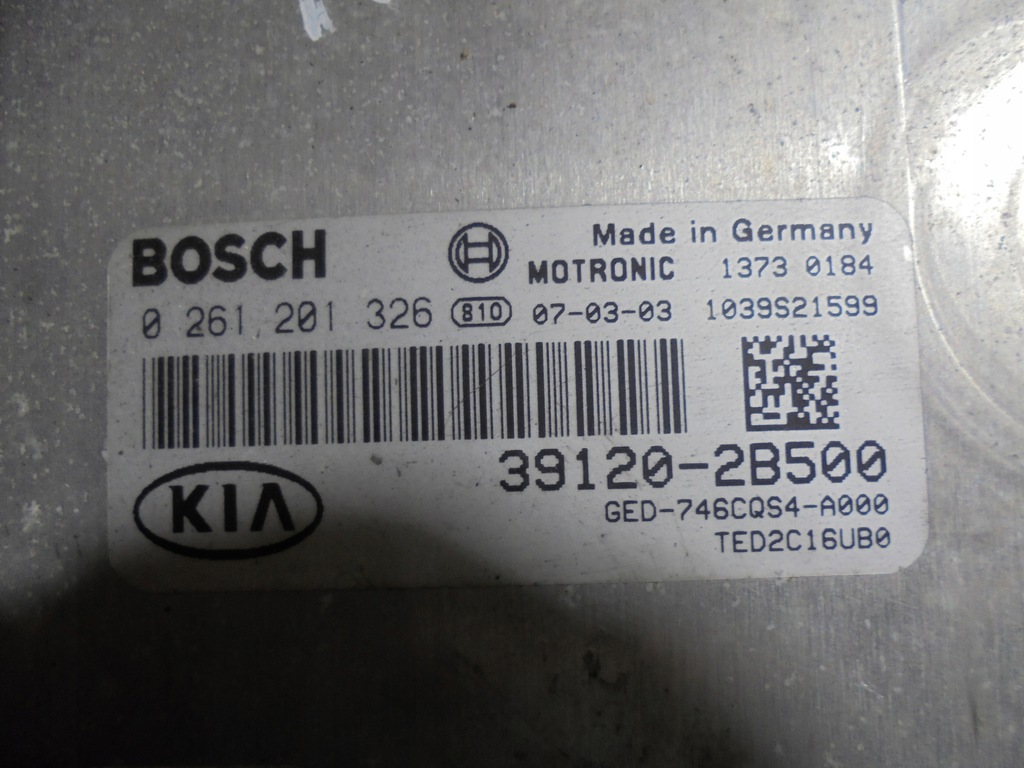 BOSCH Made in Germany
MOTRONIC 1373 0184
0 261 201 326 810 07-03-03 1039S21599
39120-2B500
KIA GED-746CQS4-A000
TED2C16UB0